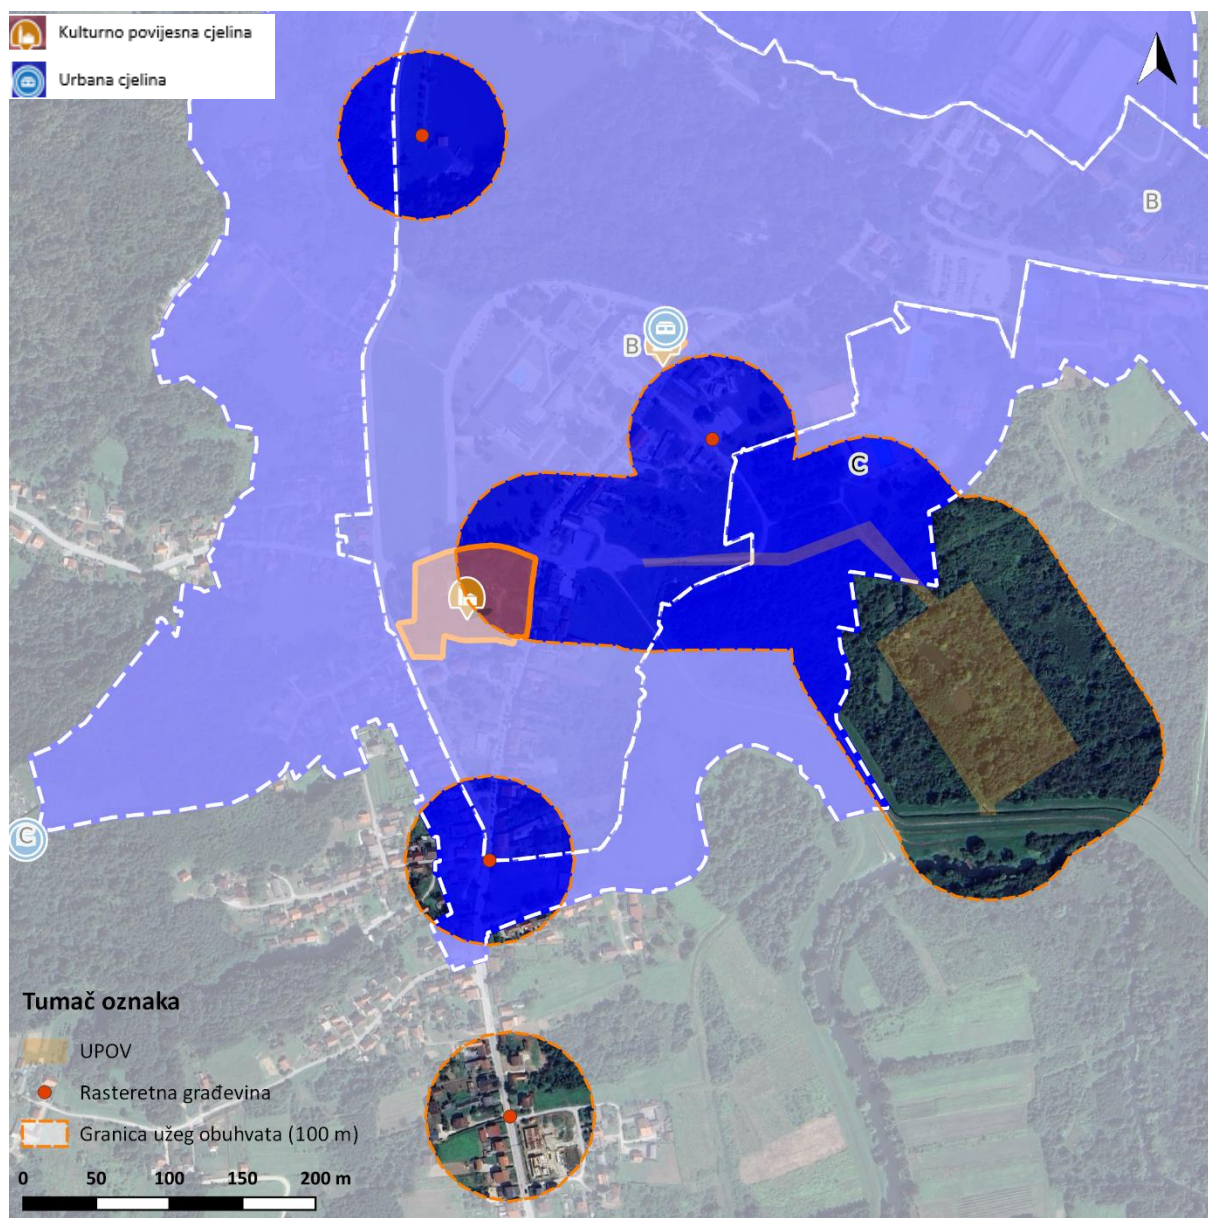 Kulturno povijesna cjelina
Urbana cjelina
B
B
C
C
Tumač oznaka
UPOV
Rasteretna građevina
Granica užeg obuhvata (100 m)
0 50 100 150 200 m